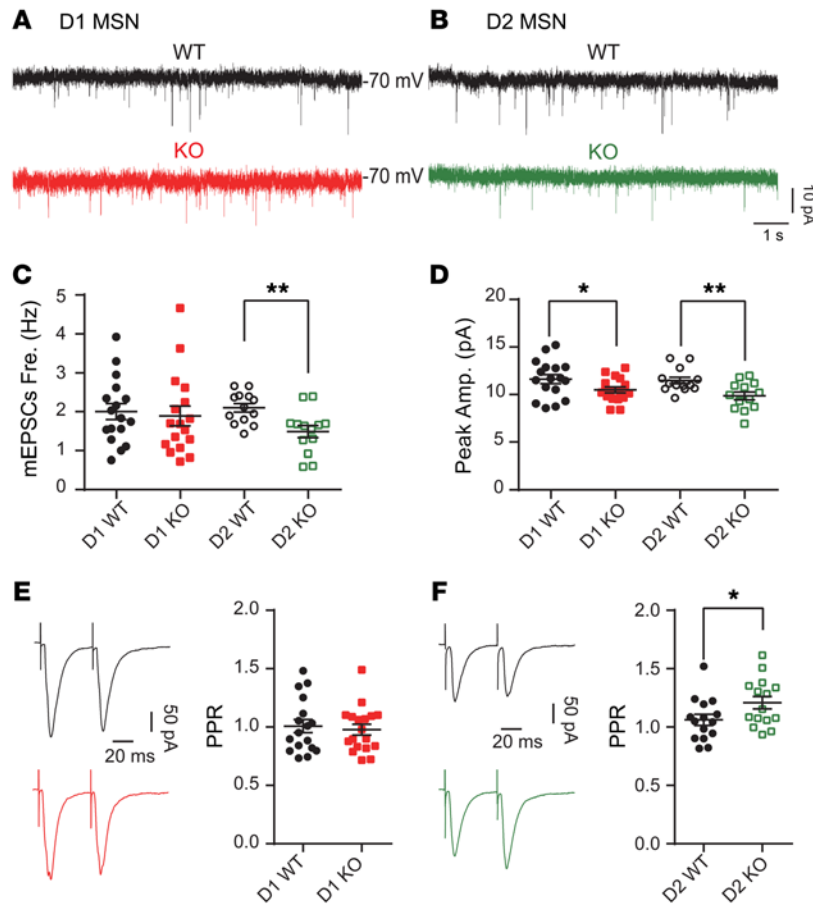 A D1 MSN
B D2 MSN
WT
WT
-70 mV
KO
KO
-70 mV
10 pA
1 s
C
D
mEPSCs Fre. (Hz)
5
4
3
2
1
0
**
D1 WT
D1 KO
D2 WT
D2 KO
Peak Amp. (pA)
20
15
10
5
0
*
**
D1 WT
D1 KO
D2 WT
D2 KO
E
F
50 pA
20 ms
PPR
2.0
1.5
1.0
0.5
0.0
D1 WT
D1 KO
50 pA
20 ms
PPR
2.0
1.5
1.0
0.5
0.0
*
D2 WT
D2 KO